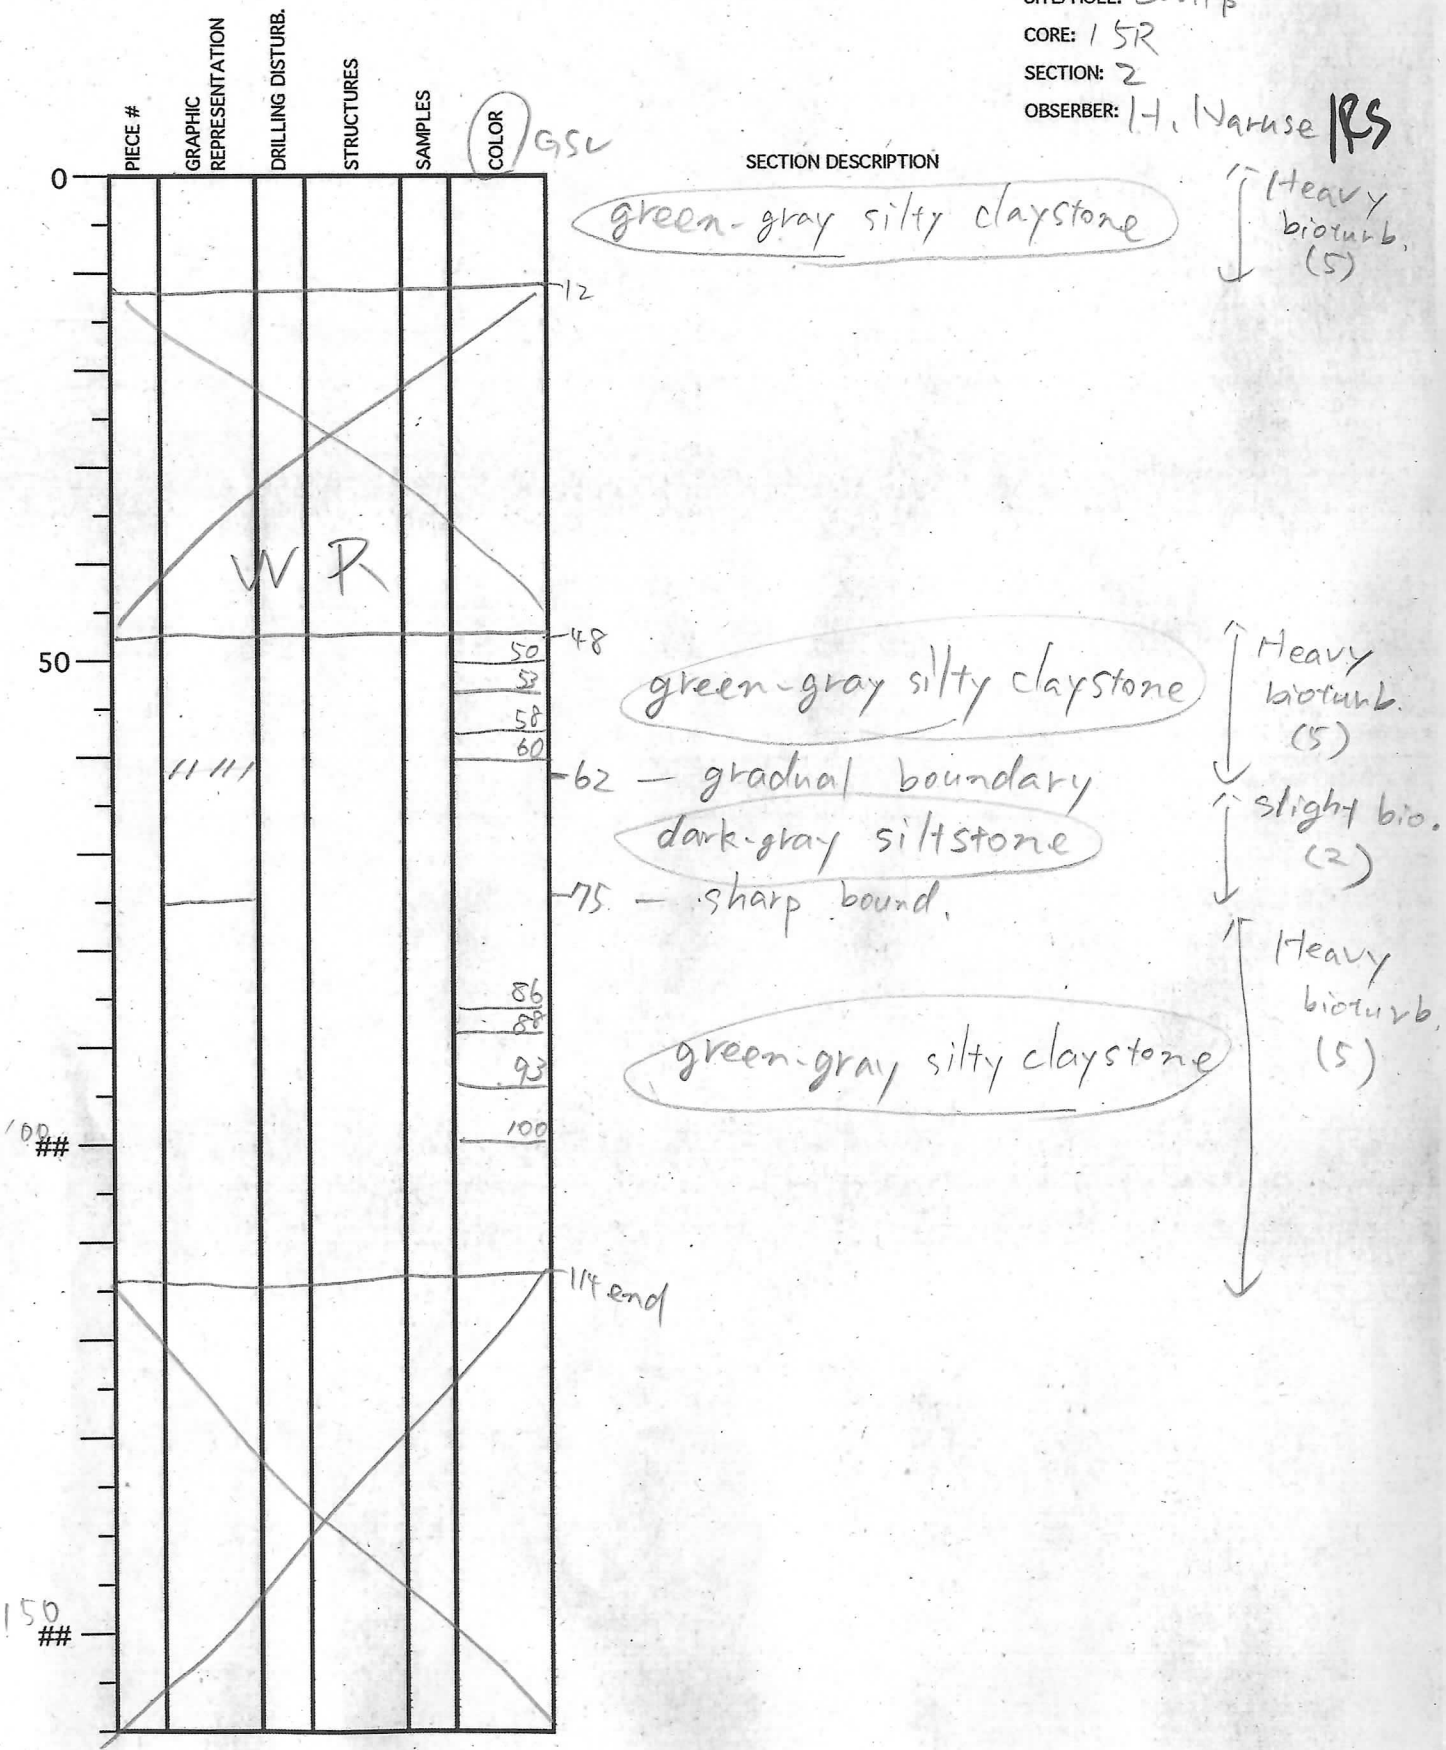 CORE: 15R
SECTION: 2
OBSERBER: H. Naruse / RS
PIECE #
GRAPHIC
REPRESENTATION
DRILLING DISTURB.
STRUCTURES
SAMPLES
COLOR
SECTION DESCRIPTION
0
green-gray silty claystone
Heavy
bioturb.
(5)
12
WR
48
50
50
53
58
60
green-gray silty claystone
Heavy
bioturb.
(5)
62 - gradual boundary
dark-gray siltstone
slight bio.
(2)
75 - sharp bound.
86
88
93
100
green-gray silty claystone
Heavy
bioturb.
(5)
100
##
114 end
150
##